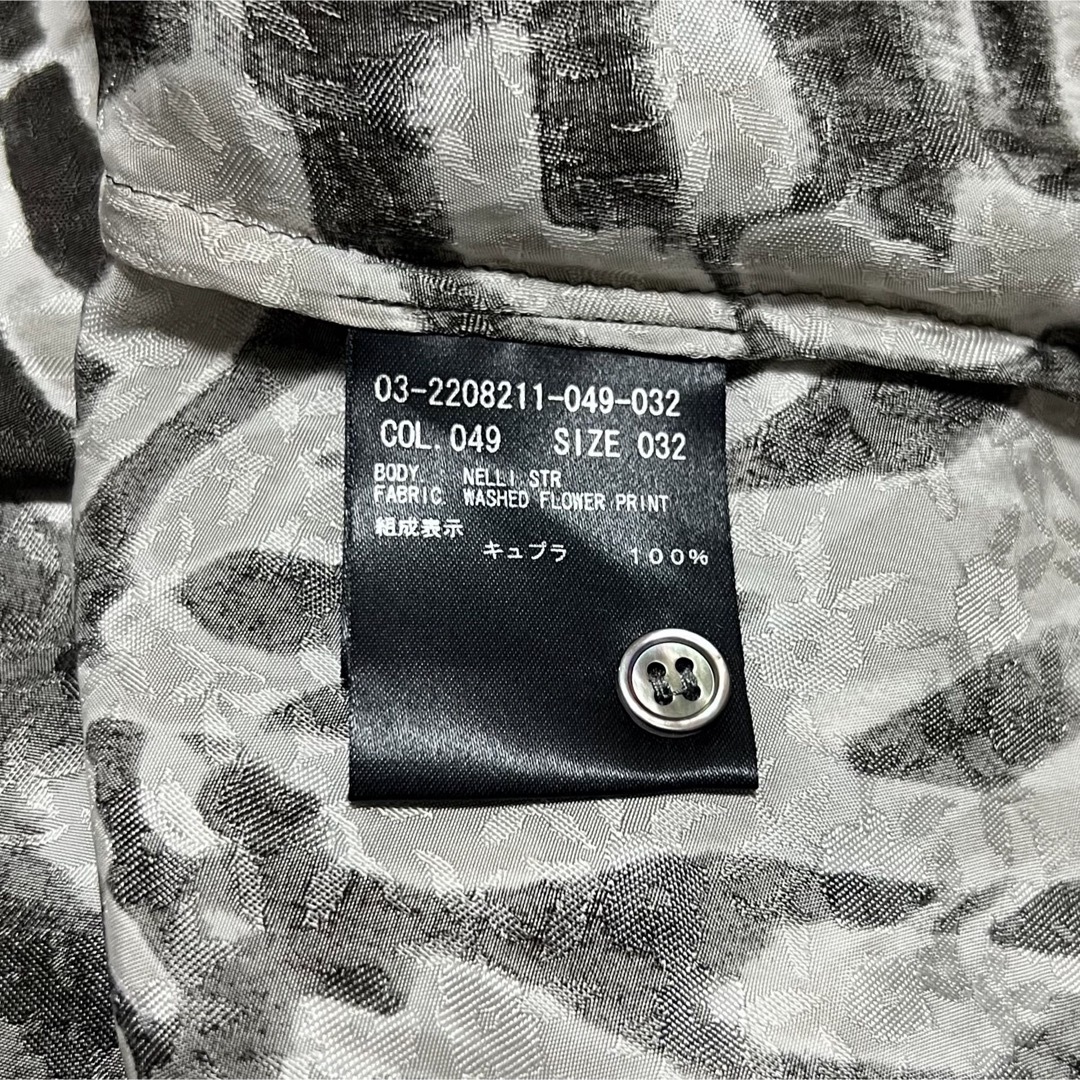 03-2208211-049-032
COL. 049 SIZE 032
BODY NELLI STR
FABRIC WASHED FLOWER PRINT
組成表示
キュプラ 100%